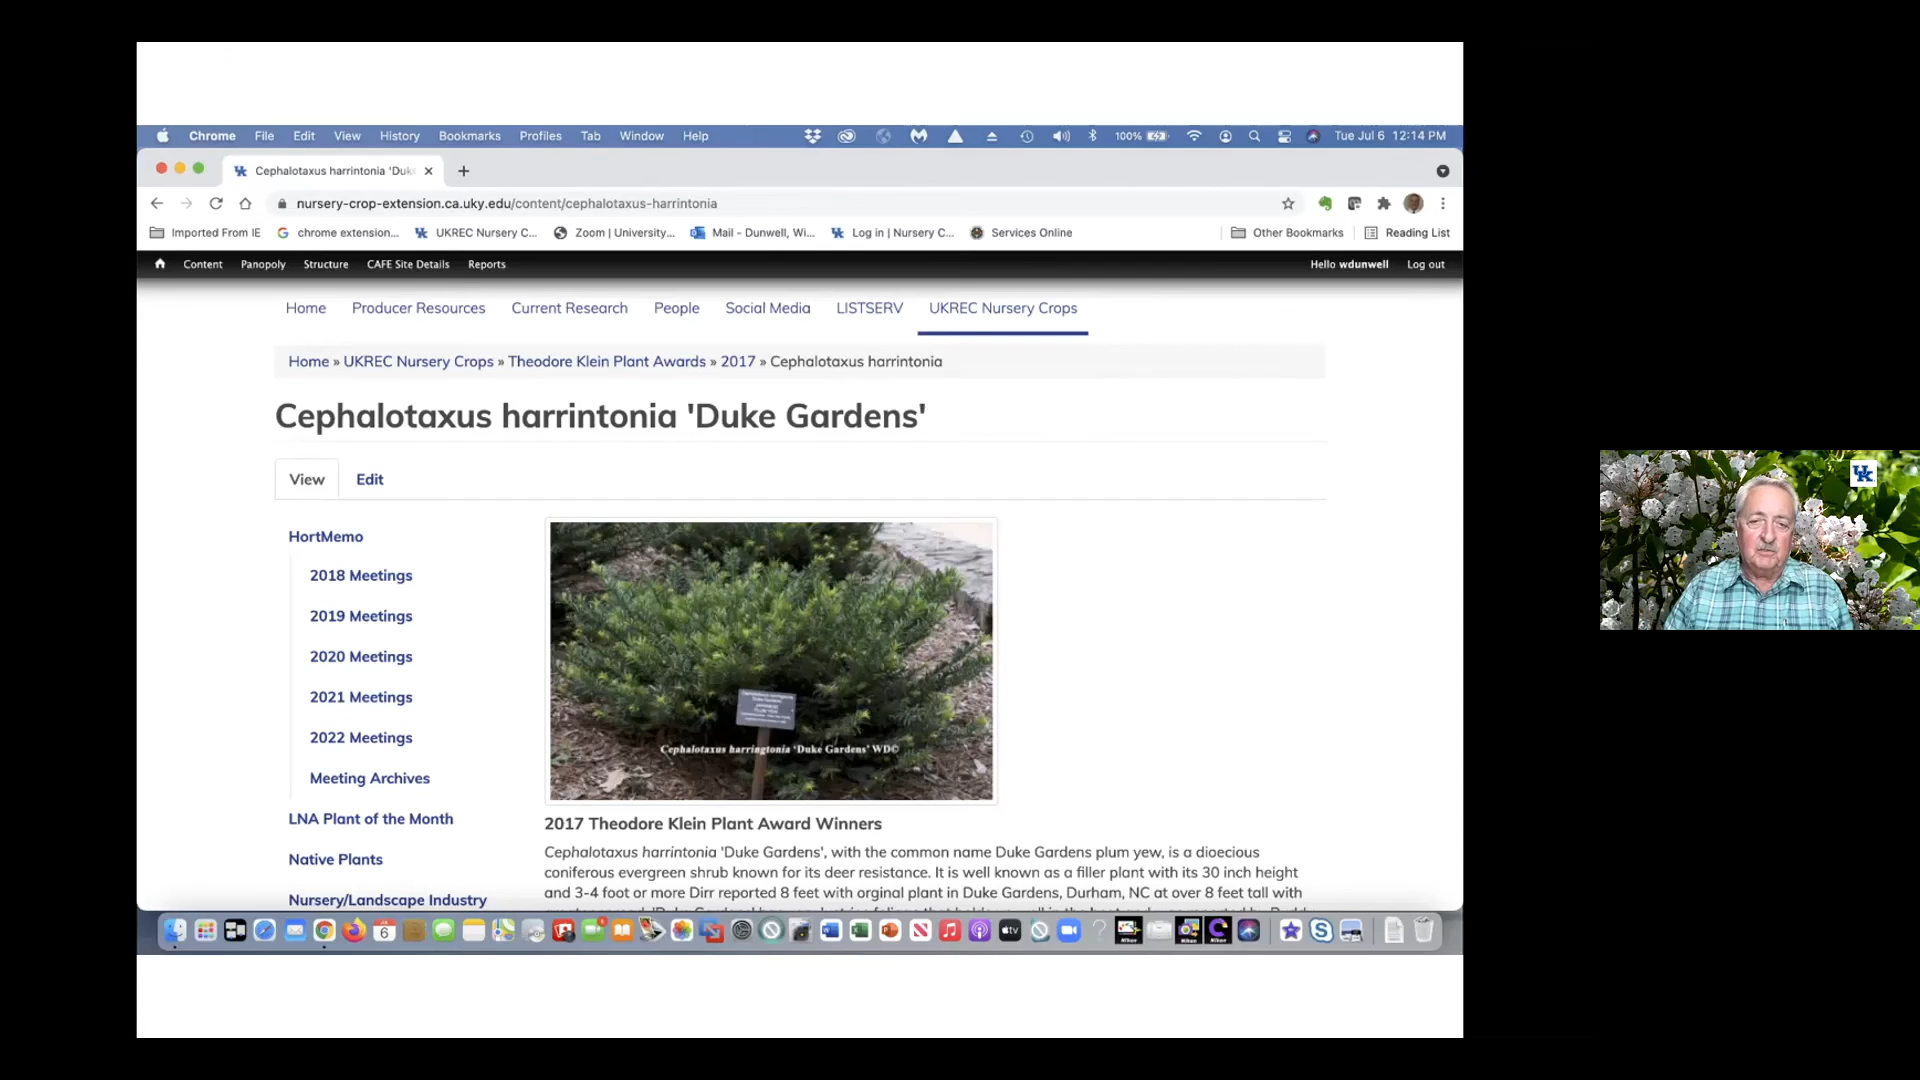 Chrome File Edit View History Bookmarks Profiles Tab Window Help 100% Tue Jul 6 12:14 PM
Cephalotaxus harrintonia 'Duk
nursery-crop-extension.ca.uky.edu/content/cephalotaxus-harrintonia
Imported From IE chrome extension... UKREC Nursery C... Zoom | University... Mail - Dunwell, Wi... Log in | Nursery C... Services Online Other Bookmarks Reading List
Content Panopoly Structure CAFE Site Details Reports Hello wdunwell Log out
Home Producer Resources Current Research People Social Media LISTSERV UKREC Nursery Crops
Home » UKREC Nursery Crops » Theodore Klein Plant Awards » 2017 » Cephalotaxus harrintonia
Cephalotaxus harrintonia 'Duke Gardens'
View Edit
HortMemo
2018 Meetings
2019 Meetings
2020 Meetings
2021 Meetings
2022 Meetings
Meeting Archives
LNA Plant of the Month
Native Plants
Nursery/Landscape Industry
Cephalotaxus harringtonia 'Duke Gardens' WD©
2017 Theodore Klein Plant Award Winners
Cephalotaxus harrintonia 'Duke Gardens', with the common name Duke Gardens plum yew, is a dioecious
coniferous evergreen shrub known for its deer resistance. It is well known as a filler plant with its 30 inch height
and 3-4 foot or more Dirr reported 8 feet with orginal plant in Duke Gardens, Durham, NC at over 8 feet tall with
UK